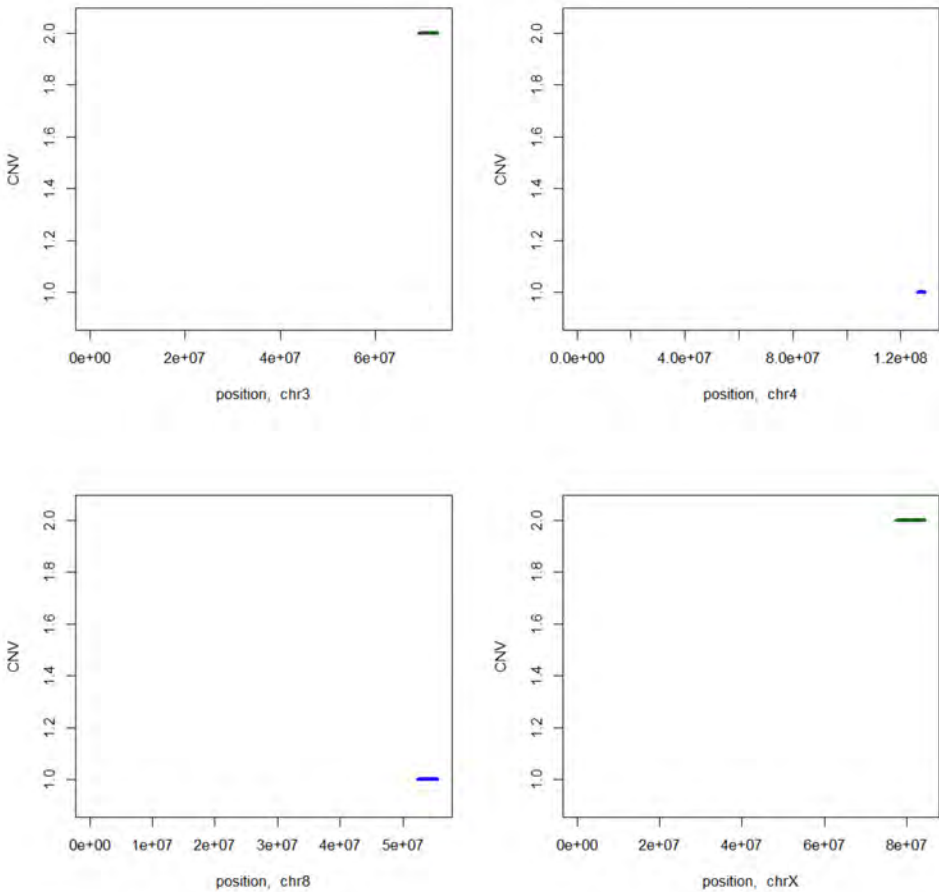 CNV
2.0
1.8
1.6
1.4
1.2
1.0
0e+00 2e+07 4e+07 6e+07
position, chr3
CNV
2.0
1.8
1.6
1.4
1.2
1.0
0.0e+00 4.0e+07 8.0e+07 1.2e+08
position, chr4
CNV
2.0
1.8
1.6
1.4
1.2
1.0
0e+00 1e+07 2e+07 3e+07 4e+07 5e+07
position, chr8
CNV
2.0
1.8
1.6
1.4
1.2
1.0
0e+00 2e+07 4e+07 6e+07 8e+07
position, chrX